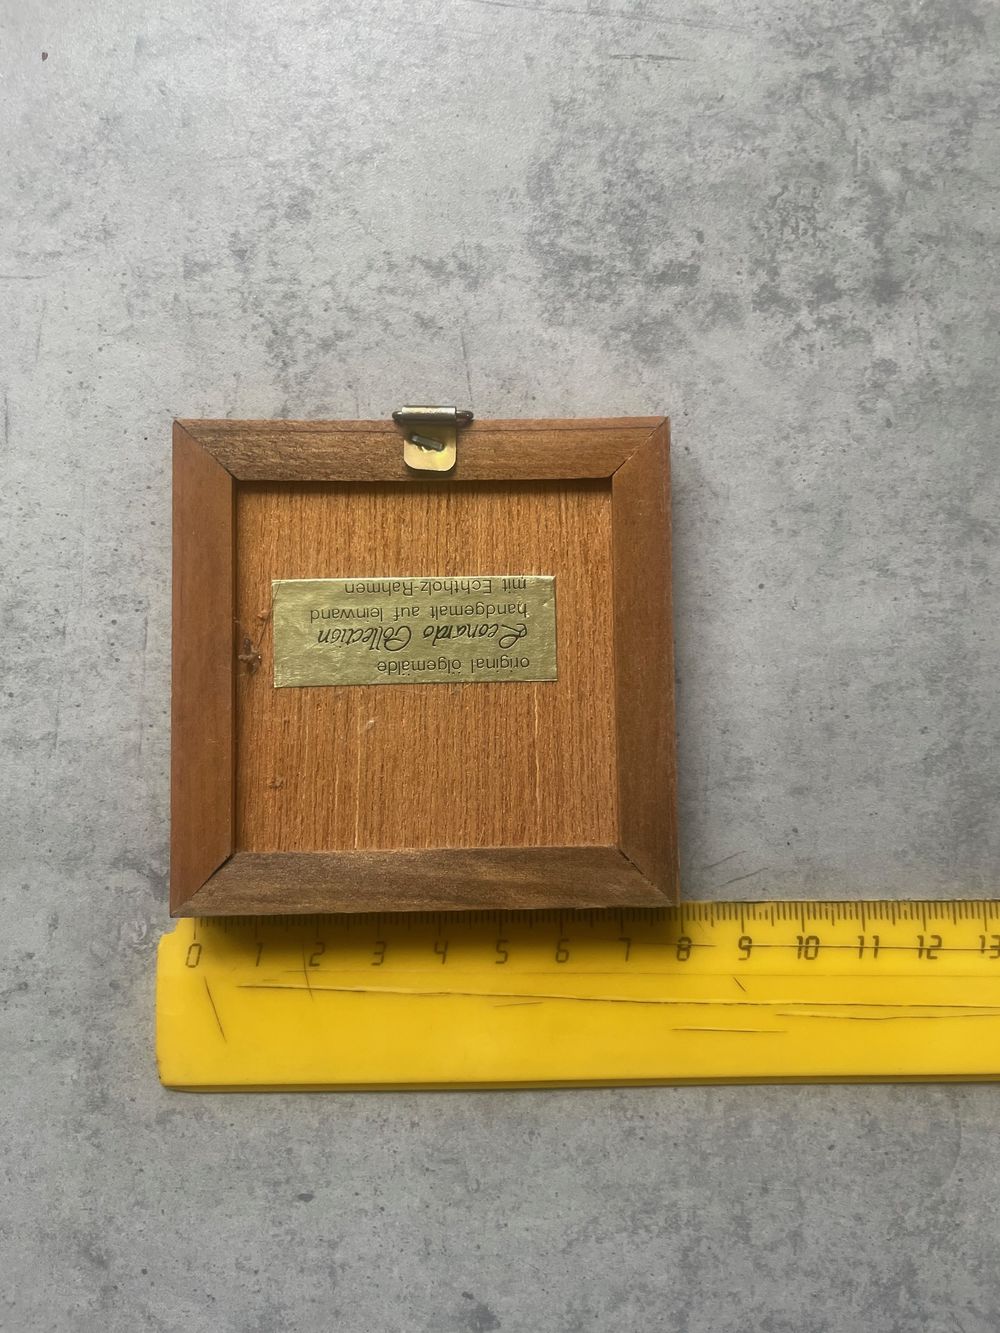 original ölgemälde
Leonardo Collection
handgemalt auf leinwand
mit Echtholz-Rahmen
0 1 2 3 4 5 6 7 8 9 10 11 12 13